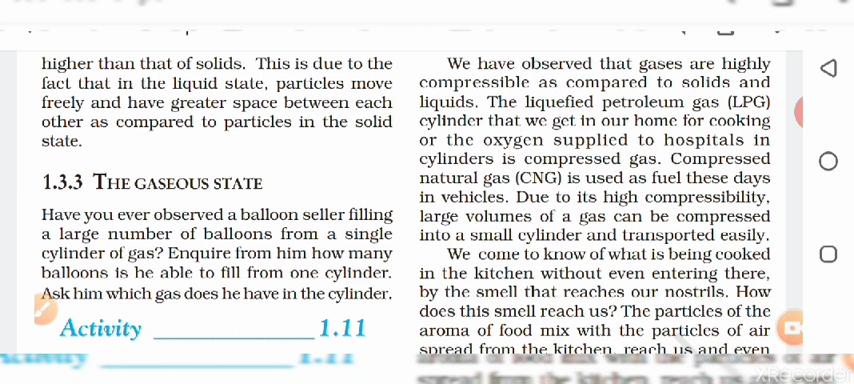 higher than that of solids. This is due to the
fact that in the liquid state, particles move
freely and have greater space between each
other as compared to particles in the solid
state.
1.3.3 THE GASEOUS STATE
Have you ever observed a balloon seller filling
a large number of balloons from a single
cylinder of gas? Enquire from him how many
balloons is he able to fill from one cylinder.
Ask him which gas does he have in the cylinder.
Activity ______________ 1.11
We have observed that gases are highly
compressible as compared to solids and
liquids. The liquefied petroleum gas (LPG)
cylinder that we get in our home for cooking
or the oxygen supplied to hospitals in
cylinders is compressed gas. Compressed
natural gas (CNG) is used as fuel these days
in vehicles. Due to its high compressibility,
large volumes of a gas can be compressed
into a small cylinder and transported easily.
We come to know of what is being cooked
in the kitchen without even entering there,
by the smell that reaches our nostrils. How
does this smell reach us? The particles of the
aroma of food mix with the particles of air
spread from the kitchen, reach us and even
XRecorder